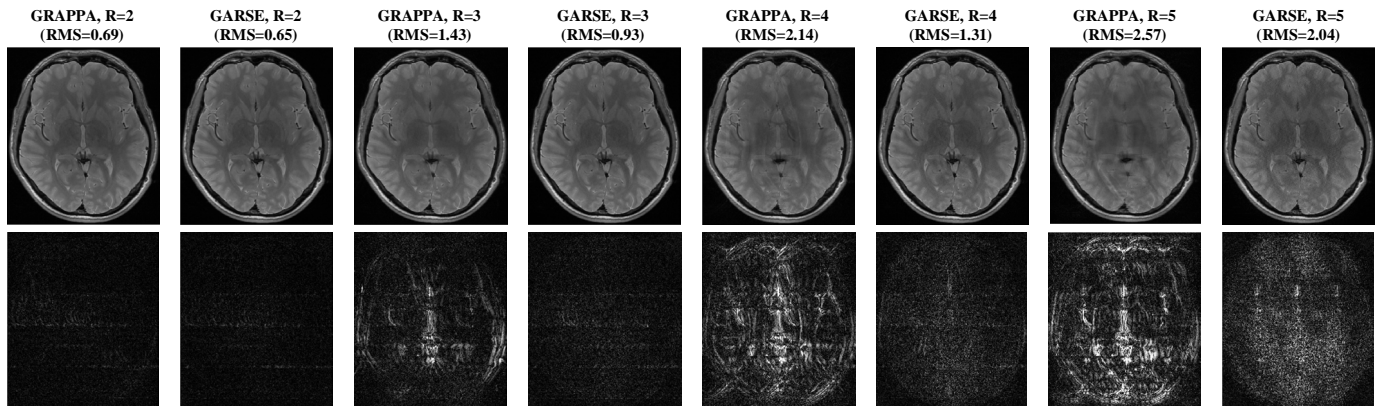 GRAPPA, R=2
(RMS=0.69)
GARSE, R=2
(RMS=0.65)
GRAPPA, R=3
(RMS=1.43)
GARSE, R=3
(RMS=0.93)
GRAPPA, R=4
(RMS=2.14)
GARSE, R=4
(RMS=1.31)
GRAPPA, R=5
(RMS=2.57)
GARSE, R=5
(RMS=2.04)